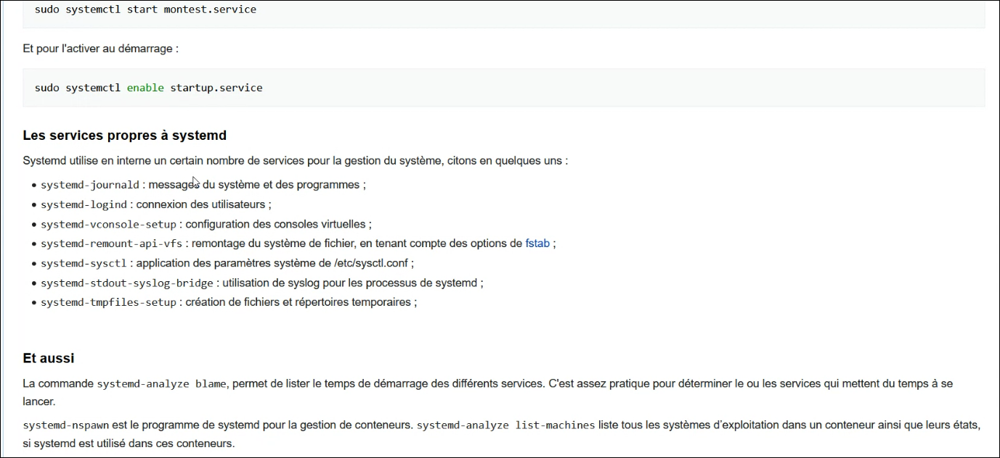 sudo systemctl start montest.service
Et pour l'activer au démarrage :
sudo systemctl enable startup.service
Les services propres à systemd
Systemd utilise en interne un certain nombre de services pour la gestion du système, citons en quelques uns :
• systemd-journald : messages du système et des programmes ;
• systemd-logind : connexion des utilisateurs ;
• systemd-vconsole-setup : configuration des consoles virtuelles ;
• systemd-remount-api-vfs : remontage du système de fichier, en tenant compte des options de fstab ;
• systemd-sysctl : application des paramètres système de /etc/sysctl.conf ;
• systemd-stdout-syslog-bridge : utilisation de syslog pour les processus de systemd ;
• systemd-tmpfiles-setup : création de fichiers et répertoires temporaires ;
Et aussi
La commande systemd-analyze blame, permet de lister le temps de démarrage des différents services. C'est assez pratique pour déterminer le ou les services qui mettent du temps à se
lancer.
systemd-nspawn est le programme de systemd pour la gestion de conteneurs. systemd-analyze list-machines liste tous les systèmes d’exploitation dans un conteneur ainsi que leurs états,
si systemd est utilisé dans ces conteneurs.